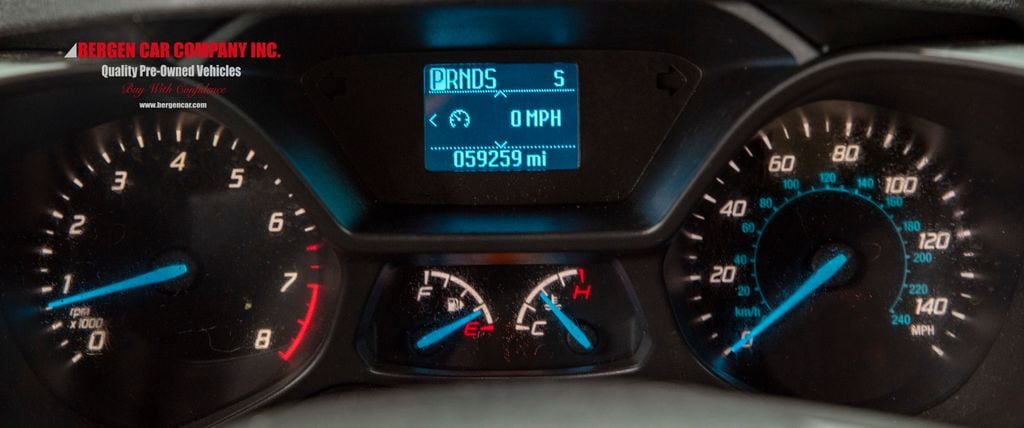 BERGEN CAR COMPANY INC.
Quality Pre-Owned Vehicles
Buy With Confidence
www.bergencar.com
PRNDS S
0 MPH
059259 mi
0 1 2 3 4 5 6 7 8
rpm
x1000
F E
C H
0 20 40 60 80 100 120 140
MPH
20 40 60 80 100 120 140 160 180 200 220 240
km/h